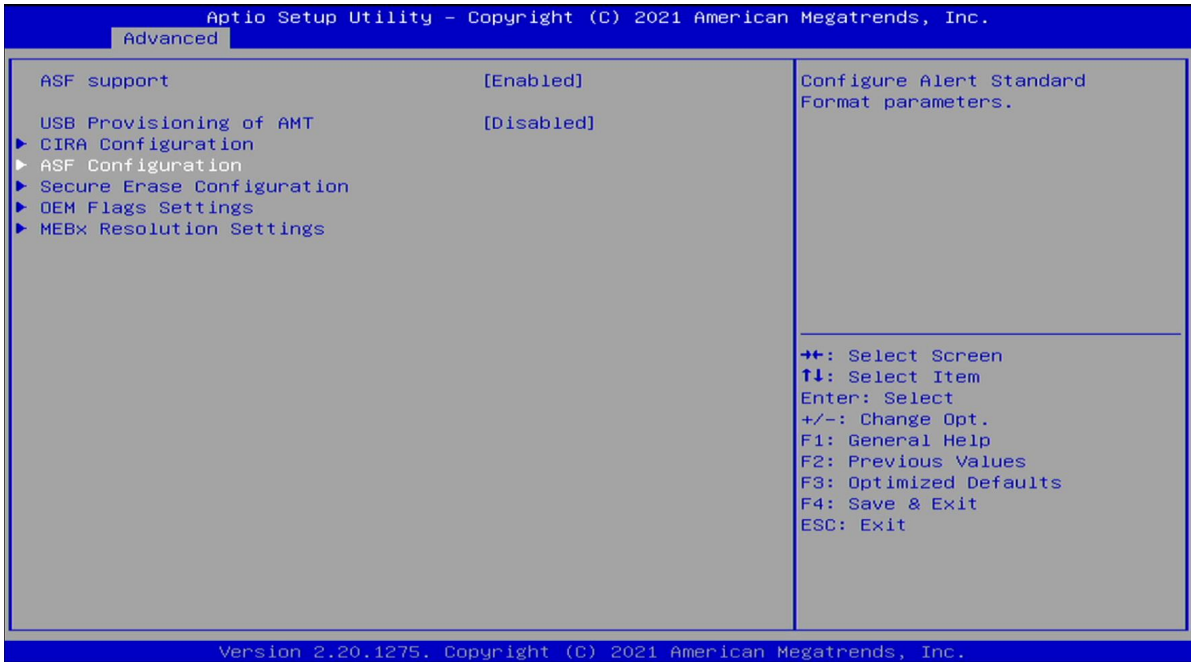 Aptio Setup Utility – Copyright (C) 2021 American Megatrends, Inc.
Advanced
ASF support [Enabled]
USB Provisioning of AMT [Disabled]
► CIRA Configuration
► ASF Configuration
► Secure Erase Configuration
► OEM Flags Settings
► MEBx Resolution Settings
Configure Alert Standard
Format parameters.
→←: Select Screen
↑↓: Select Item
Enter: Select
+/-: Change Opt.
F1: General Help
F2: Previous Values
F3: Optimized Defaults
F4: Save & Exit
ESC: Exit
Version 2.20.1275. Copyright (C) 2021 American Megatrends, Inc.